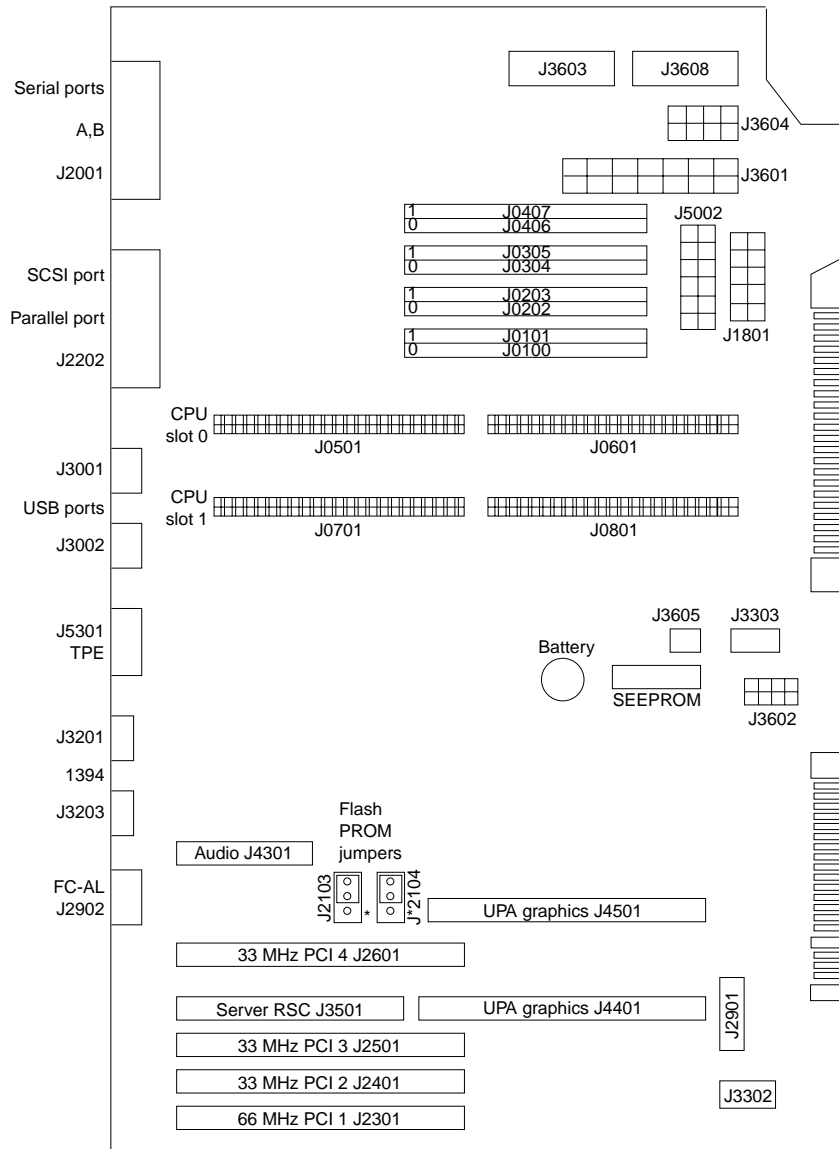 J3603
J3608
Serial ports
A,B
J2001
J3604
J3601
1 J0407
0 J0406
J5002
1 J0305
0 J0304
SCSI port
Parallel port
J2202
1 J0203
0 J0202
1 J0101
0 J0100
J1801
CPU
slot 0
J0501
J0601
J3001
USB ports
J3002
CPU
slot 1
J0701
J0801
J5301
TPE
J3605
J3303
Battery
SEEPROM
J3602
J3201
1394
J3203
Flash
PROM
jumpers
Audio J4301
FC-AL
J2902
J2103
*
J*2104
UPA graphics J4501
33 MHz PCI 4 J2601
Server RSC J3501
UPA graphics J4401
J2901
33 MHz PCI 3 J2501
33 MHz PCI 2 J2401
J3302
66 MHz PCI 1 J2301